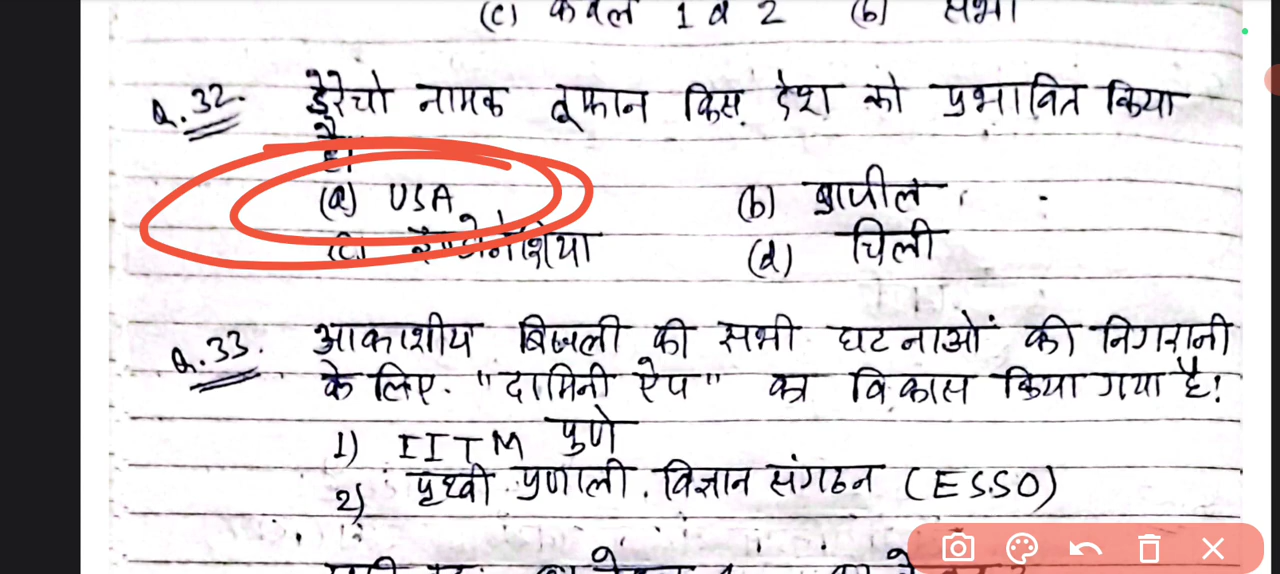 (c) केवल 1 व 2 (b) सभी
Q.32. डेरेचो नामक तूफान किस देश को प्रभावित किया
है।
(a) USA (b) ब्राजील
(c) इण्डोनेशिया (d) चिली
Q.33. आकाशीय बिजली की सभी घटनाओं की निगरानी
के लिए "दामिनी ऐप" का विकास किया गया है!
1) IITM पुणे
2) पृथ्वी प्रणाली विज्ञान संगठन (ESSO)